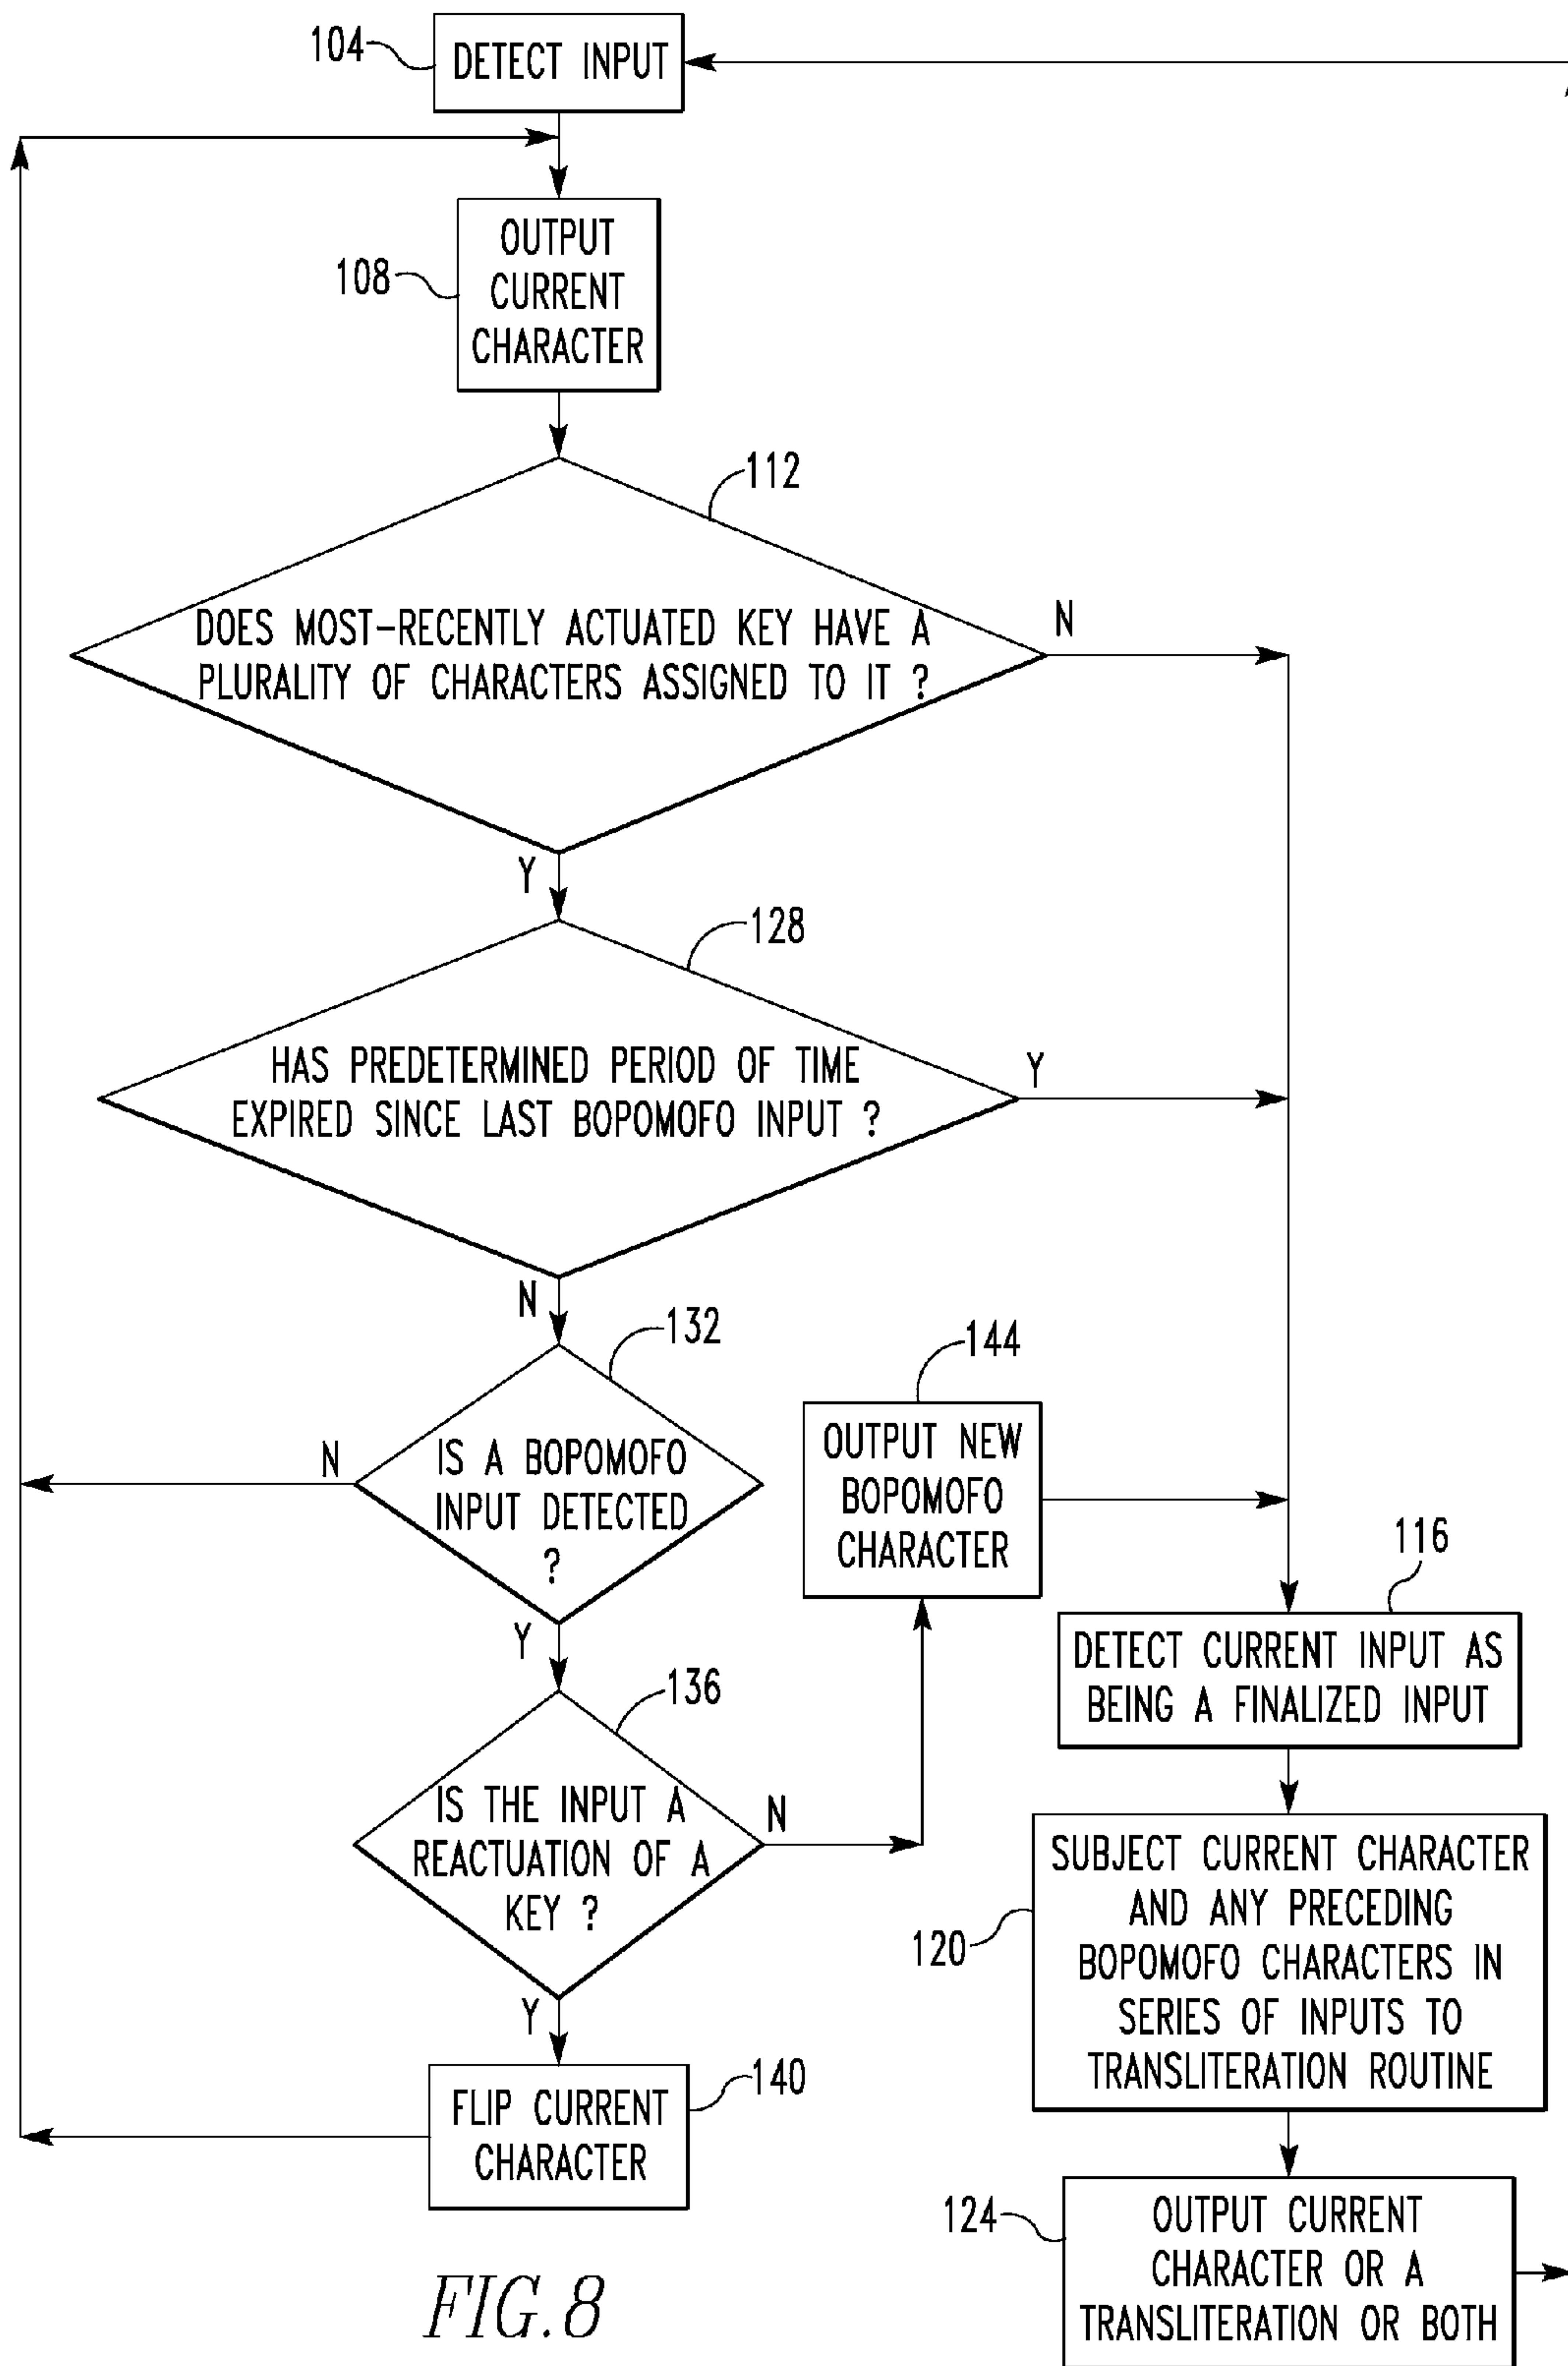 104
DETECT INPUT
108
OUTPUT
CURRENT
CHARACTER
112
DOES MOST-RECENTLY ACTUATED KEY HAVE A
PLURALITY OF CHARACTERS ASSIGNED TO IT ?
N
Y
128
HAS PREDETERMINED PERIOD OF TIME
EXPIRED SINCE LAST BOPOMOFO INPUT ?
Y
N
132
IS A BOPOMOFO
INPUT DETECTED
?
N
Y
144
OUTPUT NEW
BOPOMOFO
CHARACTER
136
IS THE INPUT A
REACTUATION OF A
KEY ?
N
Y
140
FLIP CURRENT
CHARACTER
116
DETECT CURRENT INPUT AS
BEING A FINALIZED INPUT
120
SUBJECT CURRENT CHARACTER
AND ANY PRECEDING
BOPOMOFO CHARACTERS IN
SERIES OF INPUTS TO
TRANSLITERATION ROUTINE
124
OUTPUT CURRENT
CHARACTER OR A
TRANSLITERATION OR BOTH
FIG.8